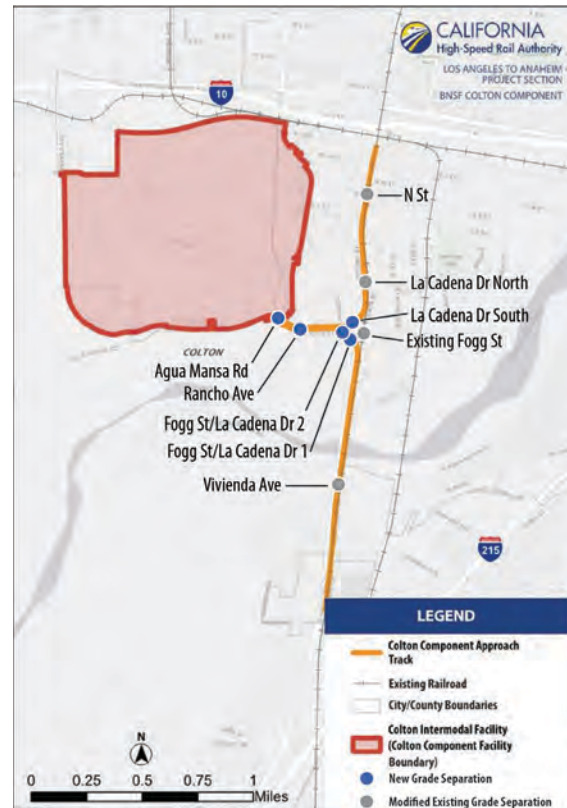 CALIFORNIA
High-Speed Rail Authority
LOS ANGELES TO ANAHEIM
PROJECT SECTION
BNSF COLTON COMPONENT
10
N St
La Cadena Dr North
La Cadena Dr South
Existing Fogg St
COLTON
Agua Mansa Rd
Rancho Ave
Fogg St/La Cadena Dr 2
Fogg St/La Cadena Dr 1
Vivienda Ave
215
LEGEND
Colton Component Approach
Track
Existing Railroad
City/County Boundaries
Colton Intermodal Facility
(Colton Component Facility
Boundary)
New Grade Separation
Modified Existing Grade Separation
N
0 0.25 0.5 0.75 1
Miles